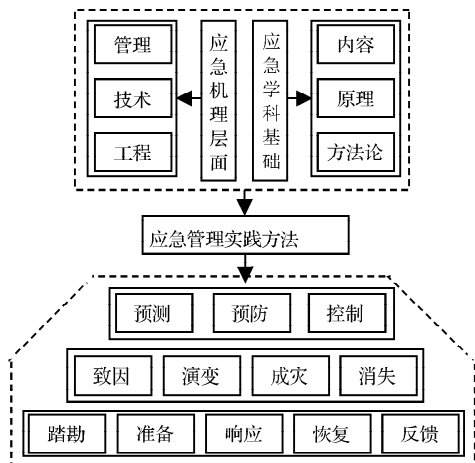 管理
技术
工程
应急机理层面
应急学科基础
内容
原理
方法论
应急管理实践方法
预测 预防 控制
致因 演变 成灾 消失
踏勘 准备 响应 恢复 反馈